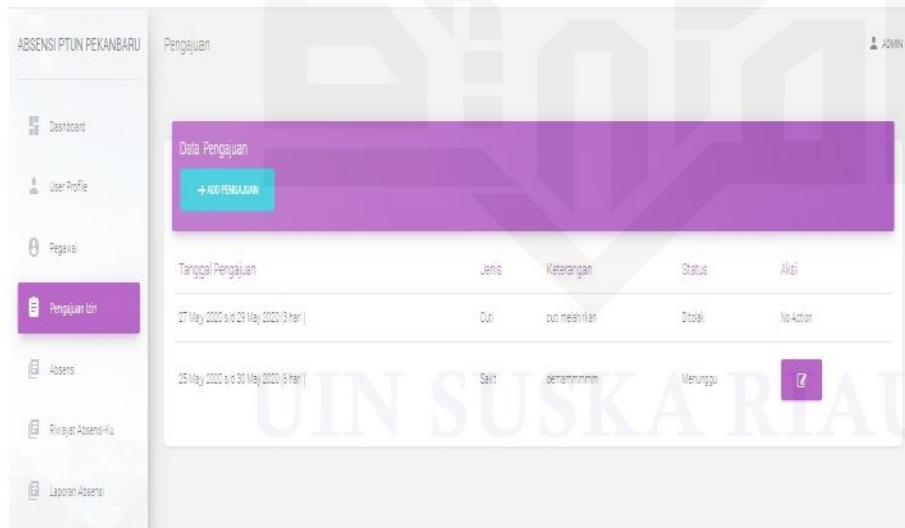 ABSENSI PTUN PEKANBARU
Pengajuan
ADMIN
Dashboard
User Profile
Pegawai
Pengajuan Izin
Absensi
Riwayat Absensi-Ku
Laporan Absensi
Data Pengajuan
+ ADD PENGAJUAN
Tanggal Pengajuan Jenis Keterangan Status Aksi
27 May 2020 s/d 29 May 2020 (3 hari) Cuti cuti melahirkan Ditolak No Action
25 May 2020 s/d 30 May 2020 (6 hari) Sakit demammmmm Menunggu
UIN SUSKA RIAU